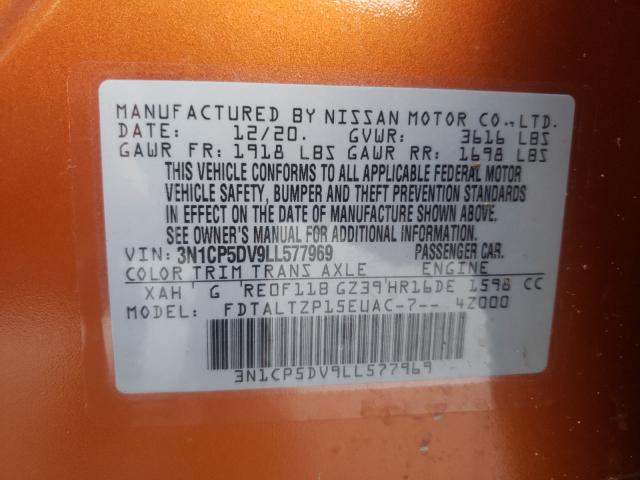 MANUFACTURED BY NISSAN MOTOR CO.,LTD.
DATE: 12/20. GVWR: 3616 LBS
GAWR FR: 1918 LBS GAWR RR: 1698 LBS
THIS VEHICLE CONFORMS TO ALL APPLICABLE FEDERAL MOTOR
VEHICLE SAFETY, BUMPER AND THEFT PREVENTION STANDARDS
IN EFFECT ON THE DATE OF MANUFACTURE SHOWN ABOVE.
SEE OWNER'S MANUAL FOR ADDITIONAL INFORMATION.
VIN: 3N1CP5DV9LL577969 PASSENGER CAR.
COLOR TRIM TRANS AXLE ENGINE
XAH ' G 'RE0F11B GZ39'HR16DE 1598 CC
MODEL: FDTALTZP15EUAC-7-- 4Z000
3N1CP5DV9LL577969